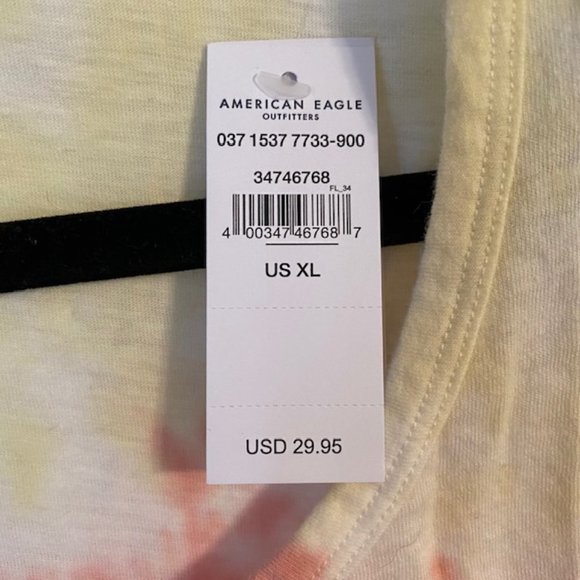 AMERICAN EAGLE
OUTFITTERS
037 1537 7733-900
34746768
FL_34
4 00347 46768 7
US XL
USD 29.95